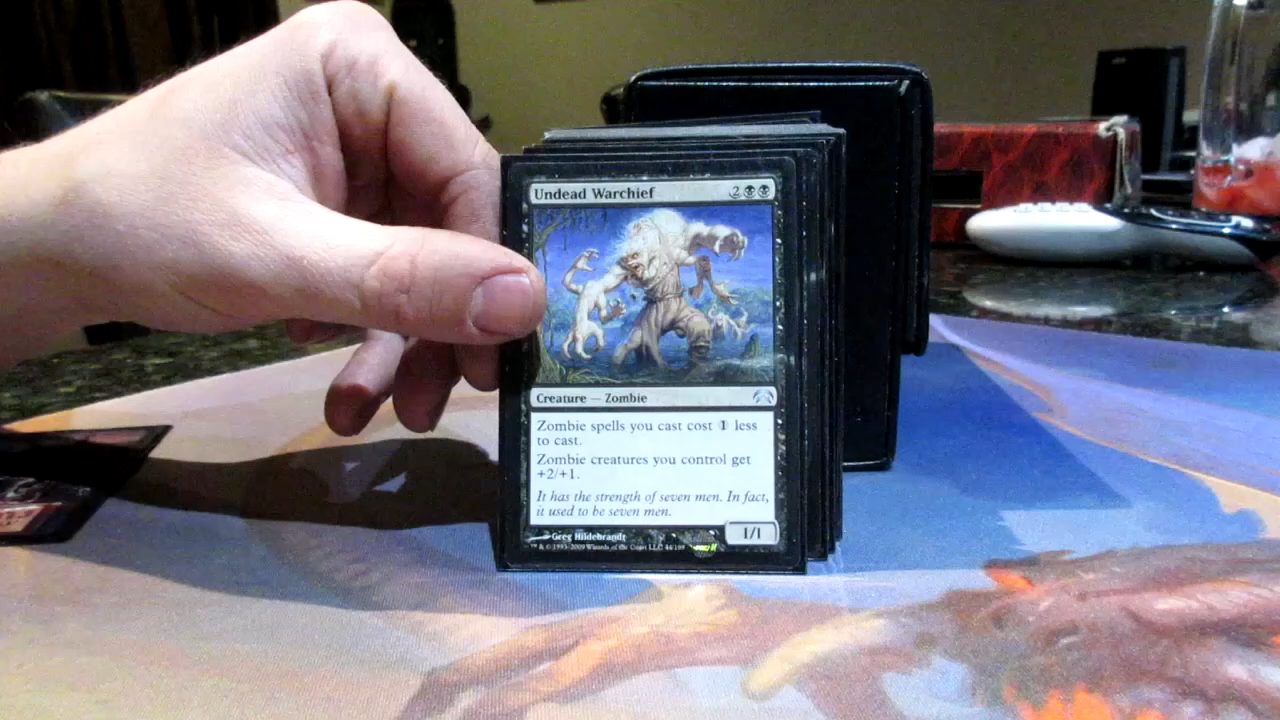 Undead Warchief 2
Creature — Zombie
Zombie spells you cast cost 1 less
to cast.
Zombie creatures you control get
+2/+1.
It has the strength of seven men. In fact,
it used to be seven men.
Greg Hildebrandt
1/1
™ & © 1993-2009 Wizards of the Coast LLC 44/169